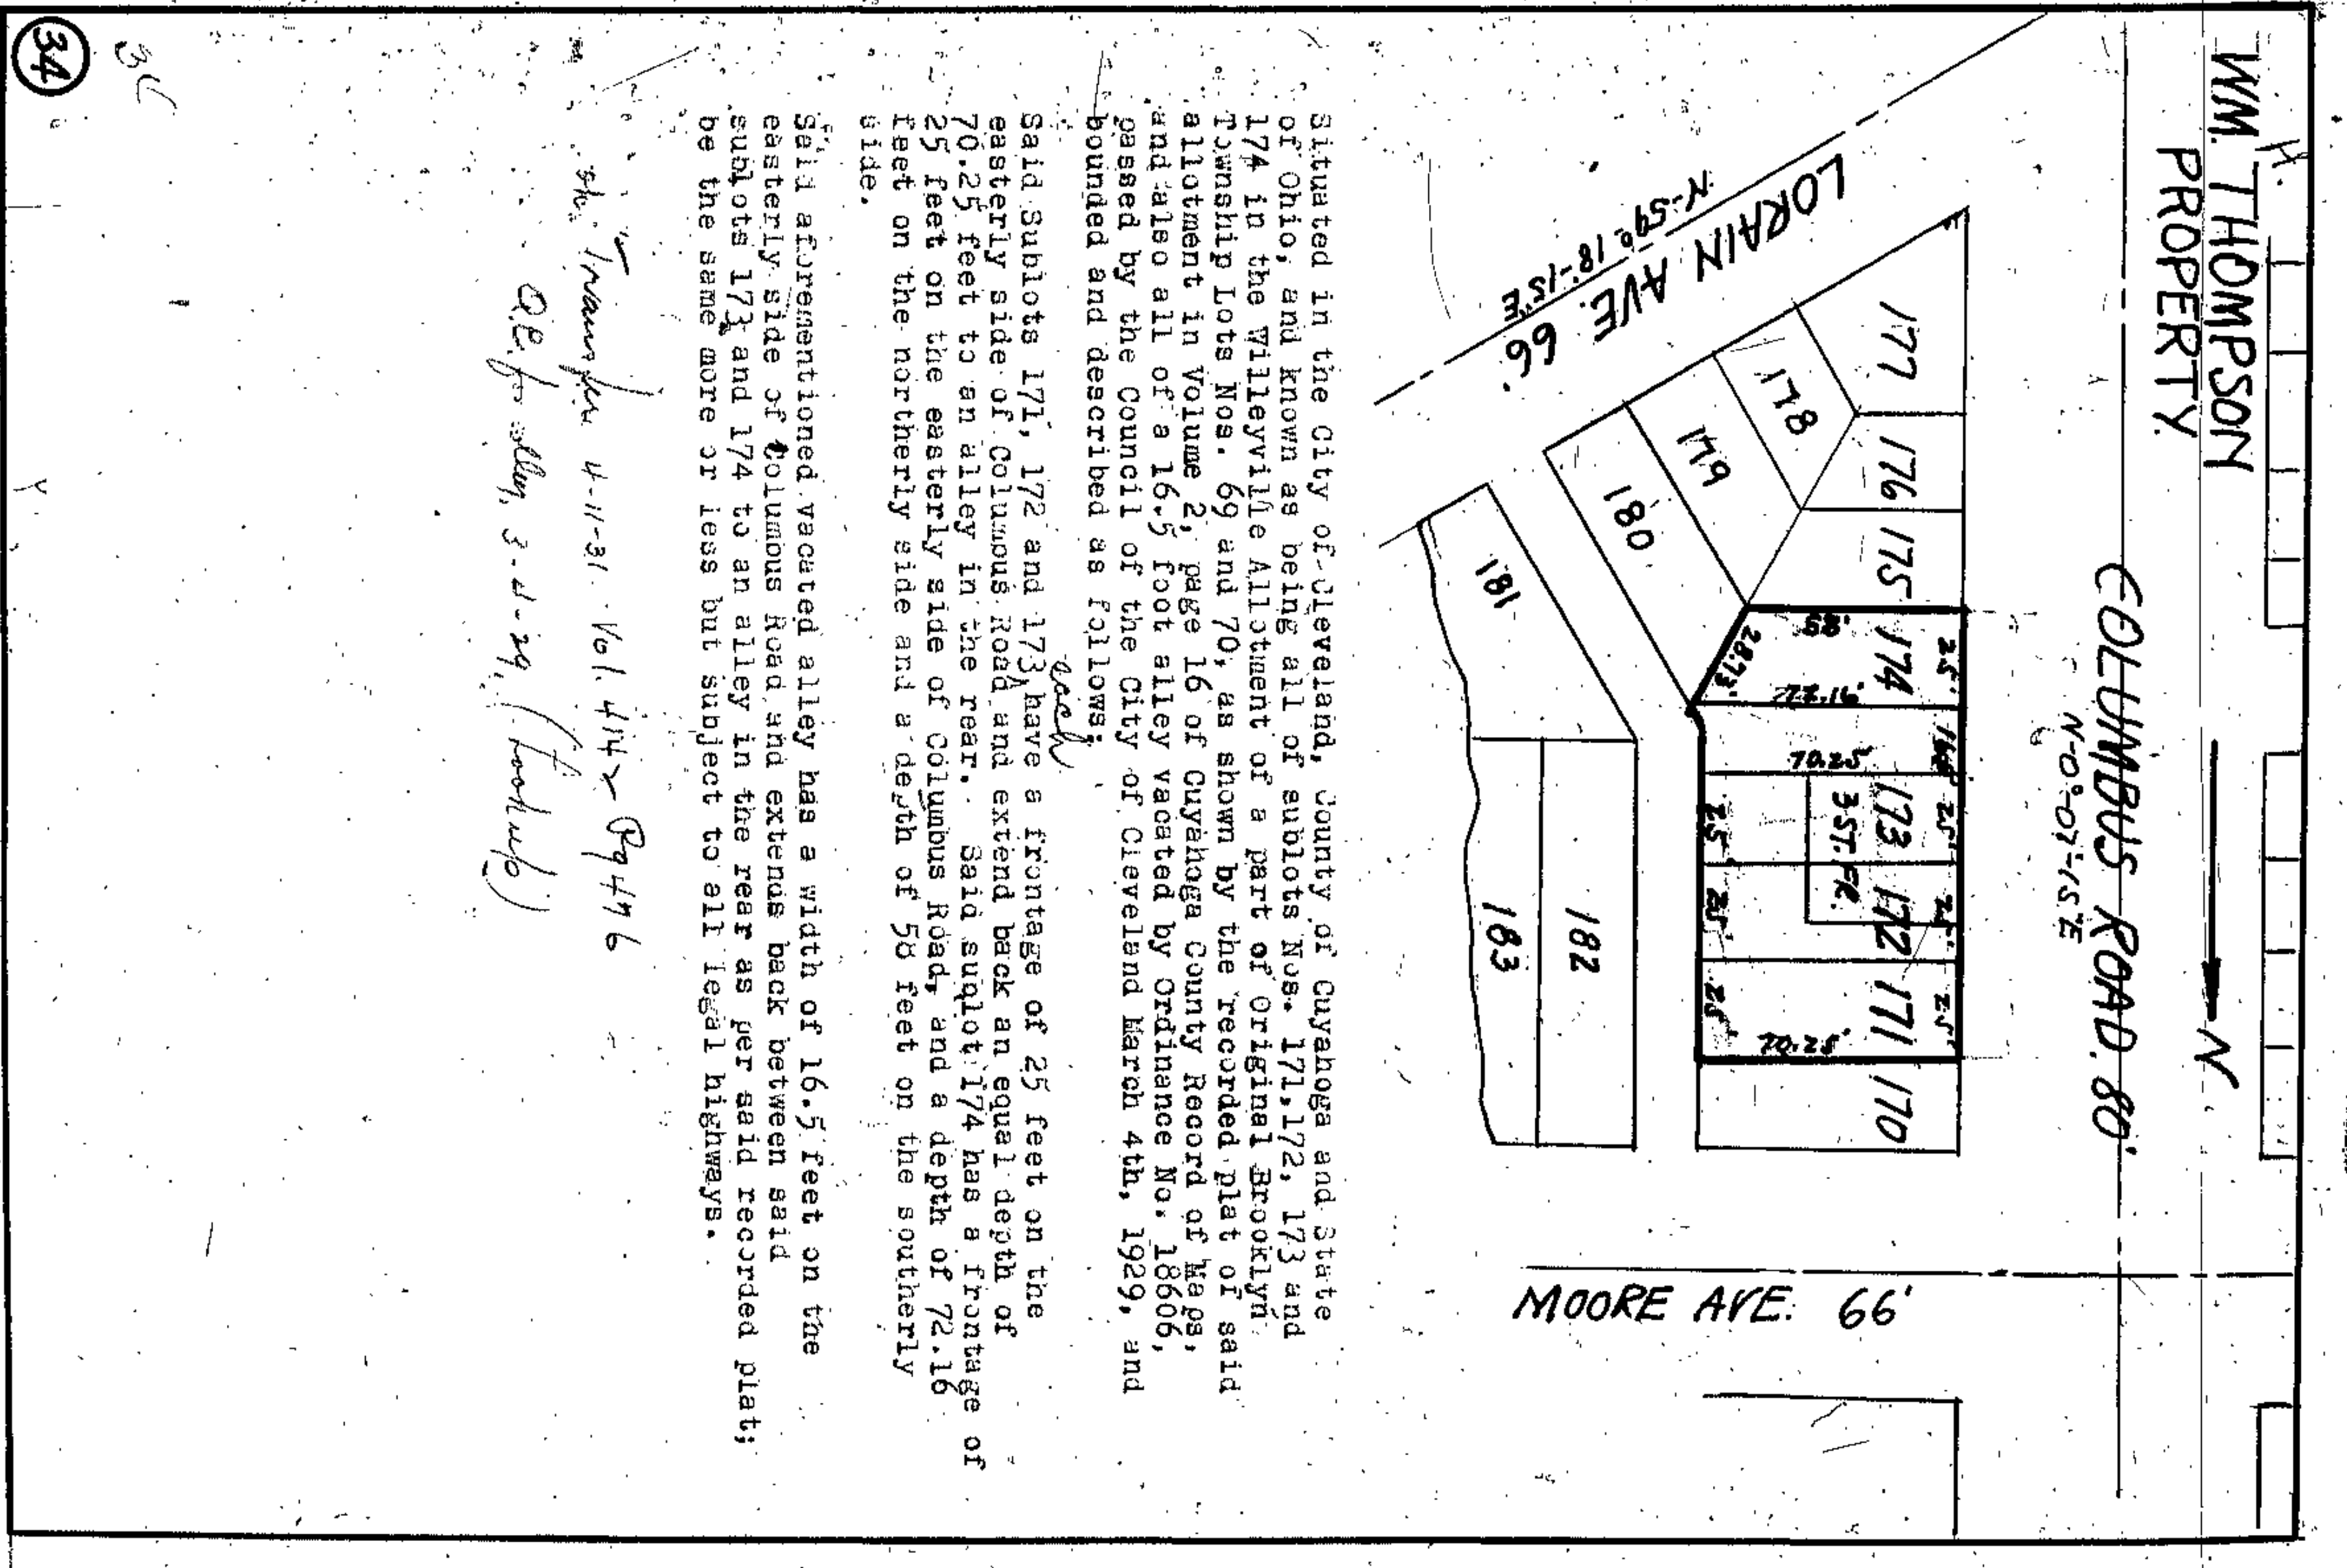 WM. H. THOMPSON
PROPERTY.
N
COLUMBUS ROAD. 80'
N-0°-07'-15"E
LORAIN AVE. 66'
N-59°-18'-15"E
MOORE AVE. 66'
177
176
175
174
173
172
171
170
178
179
180
181
182
183
25'
25'
25'
25'
28.73'
70.25'
3-ST. FR.
25'
25'
25'
70.25'
Situated in the City of Cleveland, County of Cuyahoga and State
of Ohio, and known as being all of sublots Nos. 171,172, 173 and
174 in the Willeyville Allotment of a part of Original Brooklyn
Township Lots Nos. 69 and 70, as shown by the recorded plat of said
allotment in Volume 2, page 16 of Cuyahoga County Record of Maps,
and also all of a 16.5 foot alley vacated by Ordinance No. 18606,
passed by the Council of the City of Cleveland March 4th, 1929, and
bounded and described as follows:
Said Sublots 171, 172 and 173 each have a frontage of 25 feet on the
easterly side of Columbus Road and extend back an equal depth of
70.25 feet to an alley in the rear. Said sublot 174 has a frontage of
25 feet on the easterly side of Columbus Road, and a depth of 72.16
feet on the northerly side and a depth of 58 feet on the southerly
side.
Said aforementioned vacated alley has a width of 16.5 feet on the
easterly side of Columbus Road and extends back between said
sublots 173 and 174 to an alley in the rear as per said recorded plat;
be the same more or less but subject to all legal highways.
Transfer 4-11-31 Vol. 4142 Pg 476
alley, 3-4-29,
34